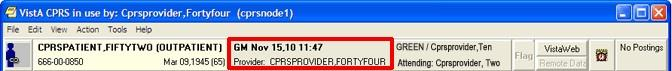 VistA CPRS in use by: Cprsprovider,Fortyfour (cprsnode1)
File Edit View Action Tools Help
CPRSPATIENT,FIFTYTWO (OUTPATIENT) GM Nov 15,10 11:47 GREEN / Cprsprovider,Ten Flag VistaWeb No Postings
666-00-0850 Mar 09,1945 (65) Provider: CPRSPROVIDER,FORTYFOUR Attending: Cprsprovider, Two Remote Data